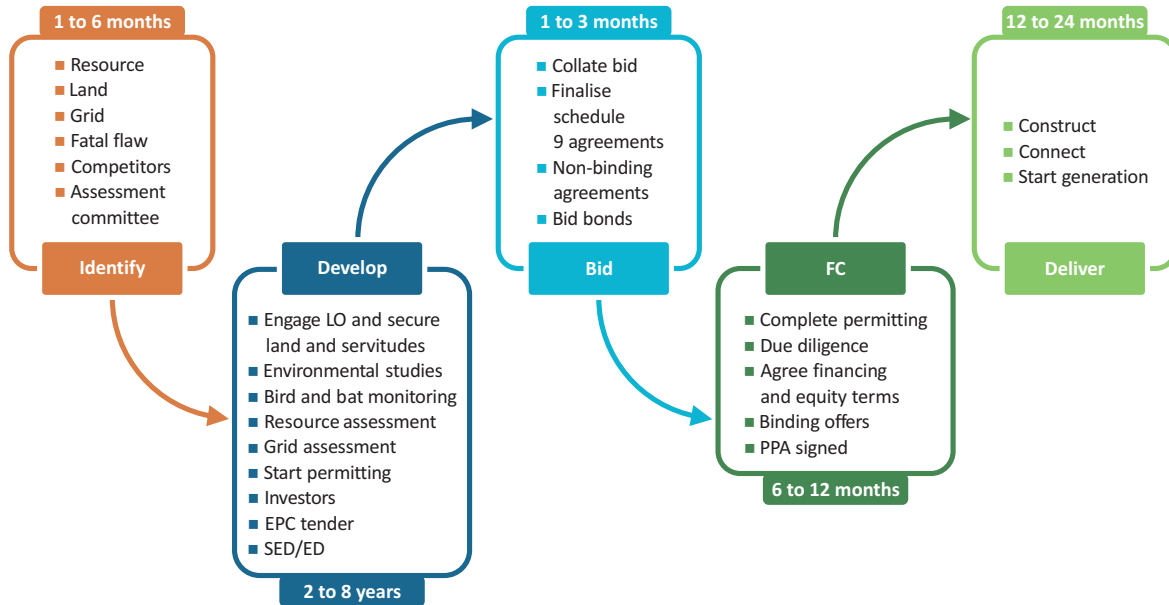 1 to 6 months
Resource
Land
Grid
Fatal flaw
Competitors
Assessment
committee
Identify
Develop
Engage LO and secure
land and servitudes
Environmental studies
Bird and bat monitoring
Resource assessment
Grid assessment
Start permitting
Investors
EPC tender
SED/ED
2 to 8 years
1 to 3 months
Collate bid
Finalise
schedule
9 agreements
Non-binding
agreements
Bid bonds
Bid
FC
Complete permitting
Due diligence
Agree financing
and equity terms
Binding offers
PPA signed
6 to 12 months
12 to 24 months
Construct
Connect
Start generation
Deliver